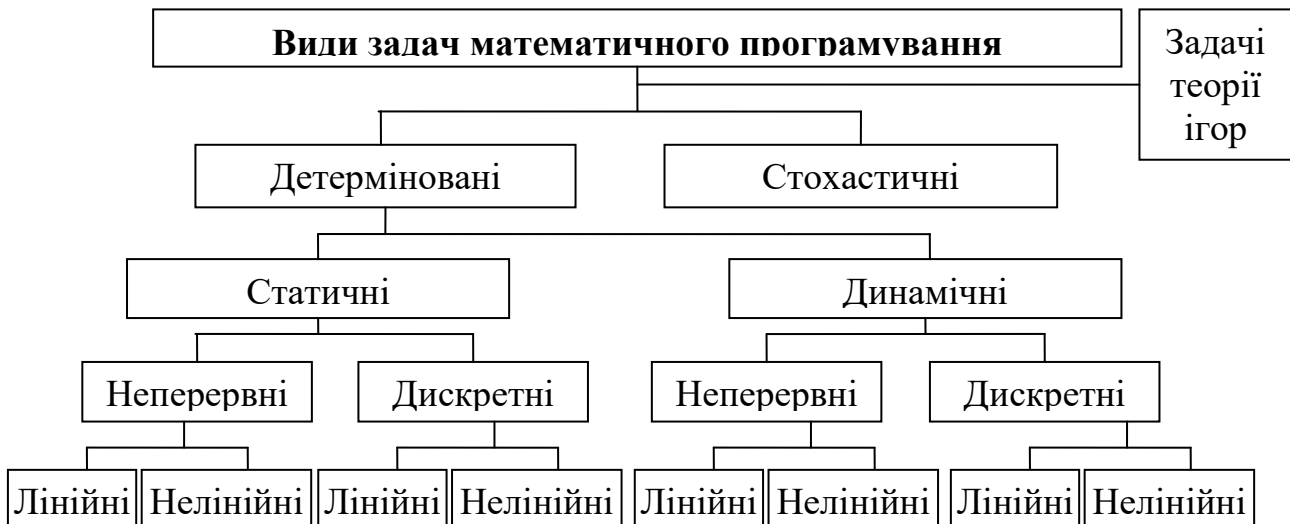 Види задач математичного програмування
Задачі
теорії
ігор
Детерміновані
Стохастичні
Статичні
Динамічні
Неперервні
Дискретні
Неперервні
Дискретні
Лінійні
Нелінійні
Лінійні
Нелінійні
Лінійні
Нелінійні
Лінійні
Нелінійні